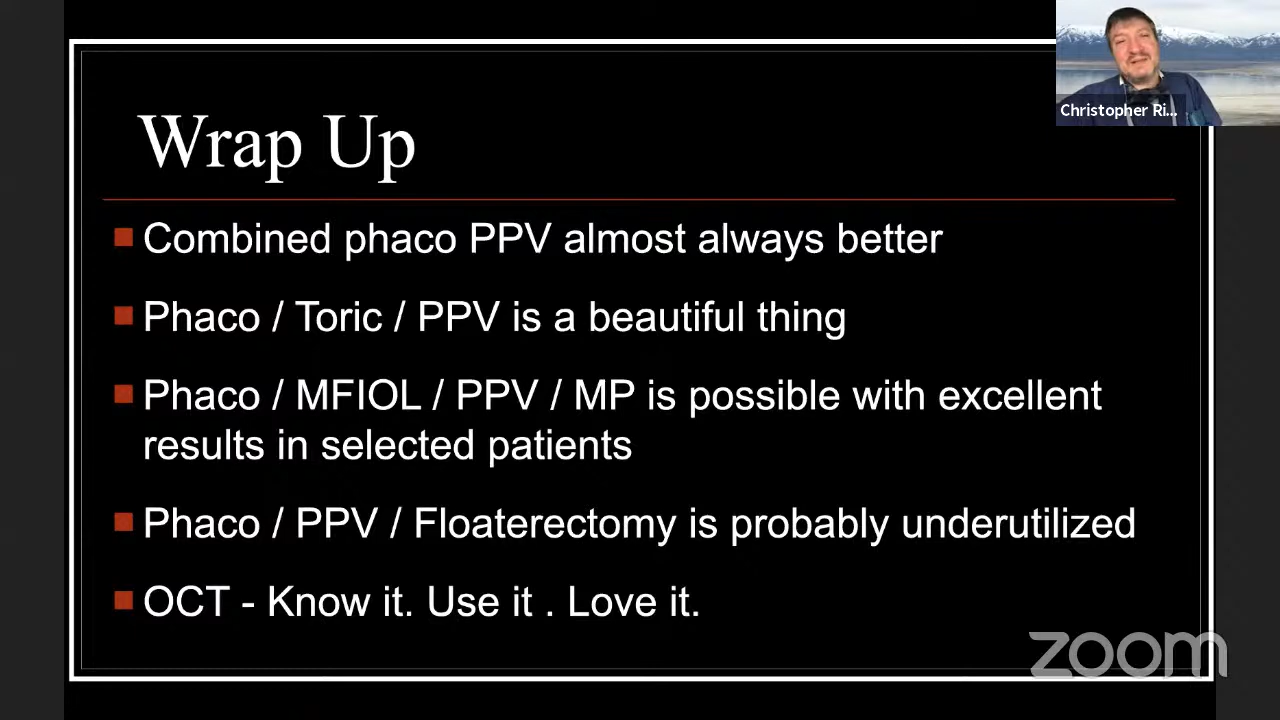 Christopher Ri...
Wrap Up
Combined phaco PPV almost always better
Phaco / Toric / PPV is a beautiful thing
Phaco / MFIOL / PPV / MP is possible with excellent
results in selected patients
Phaco / PPV / Floaterectomy is probably underutilized
OCT - Know it. Use it . Love it.
zoom